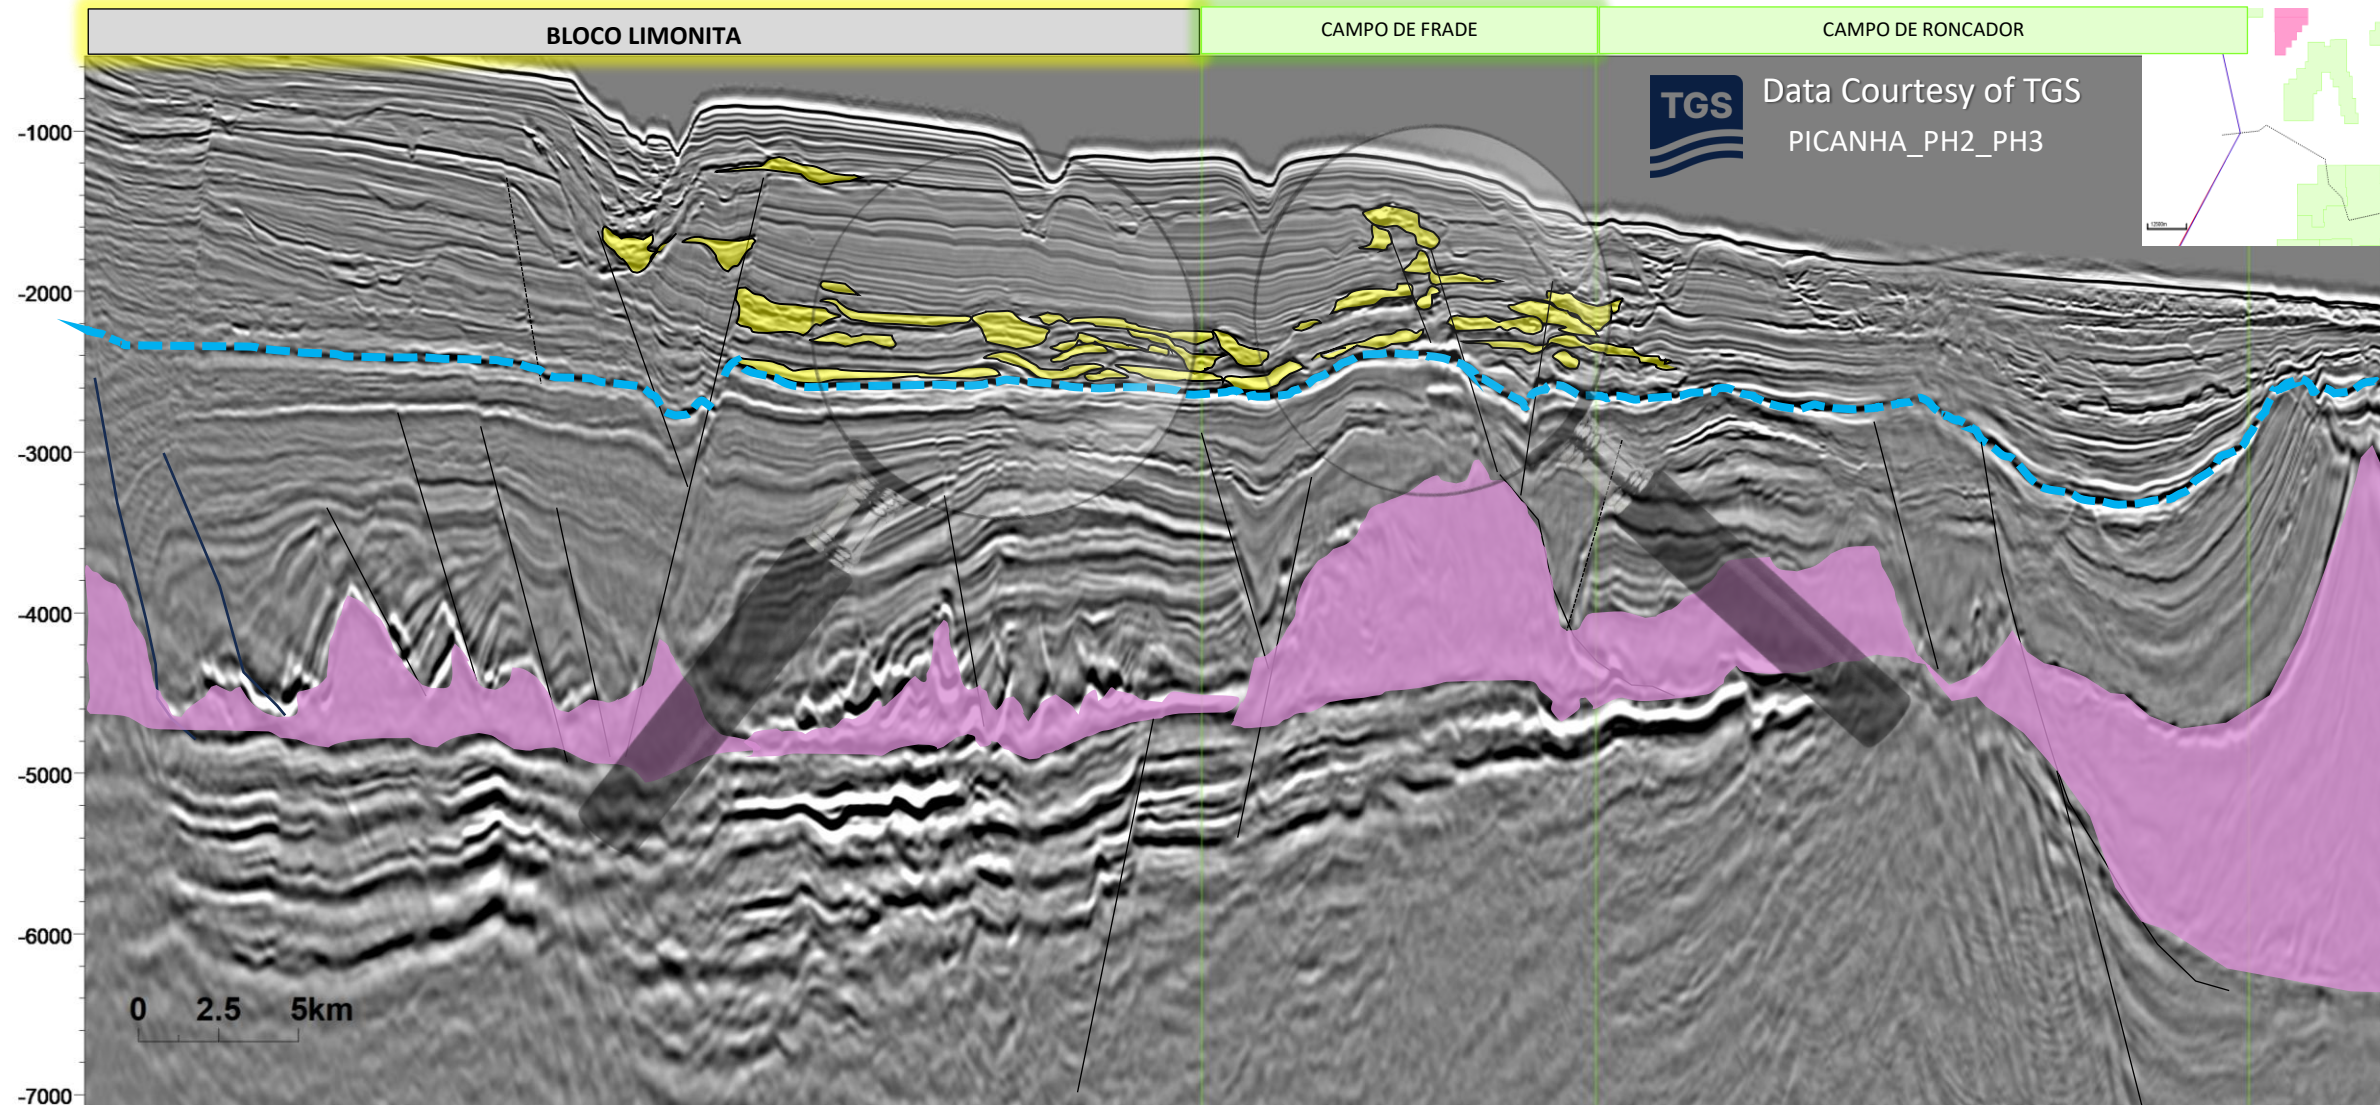 BLOCO LIMONITA
CAMPO DE FRADE
CAMPO DE RONCADOR
TGS
Data Courtesy of TGS
PICANHA_PH2_PH3
-1000
-2000
-3000
-4000
-5000
-6000
-7000
0 2.5 5km